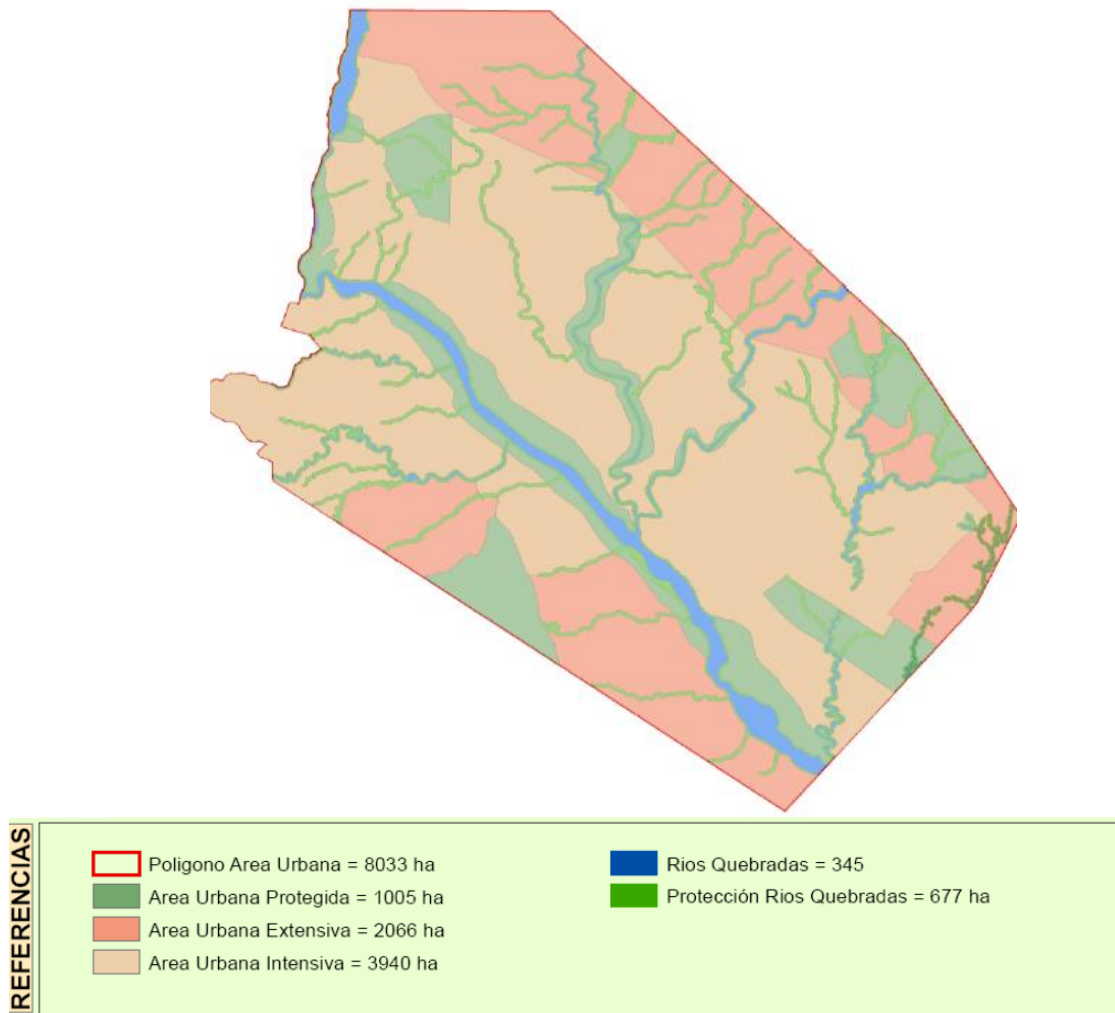 REFERENCIAS
Poligono Area Urbana = 8033 ha
Area Urbana Protegida = 1005 ha
Area Urbana Extensiva = 2066 ha
Area Urbana Intensiva = 3940 ha
Rios Quebradas = 345
Protección Rios Quebradas = 677 ha